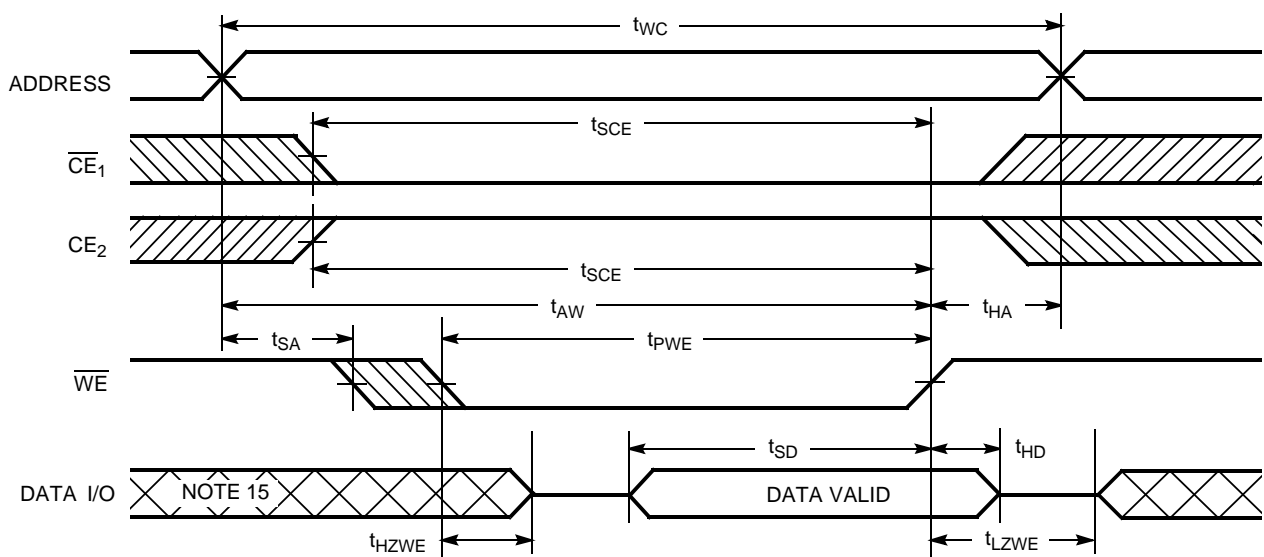 tWC
ADDRESS
tSCE
CE1
CE2
tSCE
tAW
tHA
tSA
tPWE
WE
tSD
tHD
DATA I/O
NOTE 15
DATA VALID
tHZWE
tLZWE